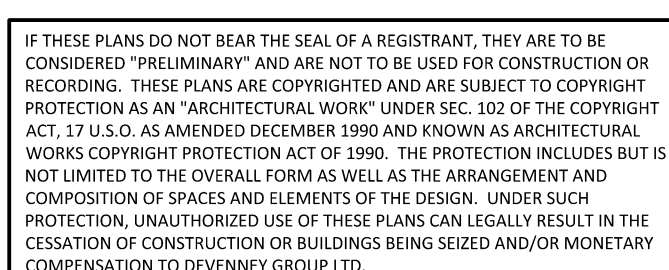 IF THESE PLANS DO NOT BEAR THE SEAL OF A REGISTRANT, THEY ARE TO BE
CONSIDERED "PRELIMINARY" AND ARE NOT TO BE USED FOR CONSTRUCTION OR
RECORDING.  THESE PLANS ARE COPYRIGHTED AND ARE SUBJECT TO COPYRIGHT
PROTECTION AS AN "ARCHITECTURAL WORK" UNDER SEC. 102 OF THE COPYRIGHT
ACT, 17 U.S.O. AS AMENDED DECEMBER 1990 AND KNOWN AS ARCHITECTURAL
WORKS COPYRIGHT PROTECTION ACT OF 1990.  THE PROTECTION INCLUDES BUT IS
NOT LIMITED TO THE OVERALL FORM AS WELL AS THE ARRANGEMENT AND
COMPOSITION OF SPACES AND ELEMENTS OF THE DESIGN.  UNDER SUCH
PROTECTION, UNAUTHORIZED USE OF THESE PLANS CAN LEGALLY RESULT IN THE
CESSATION OF CONSTRUCTION OR BUILDINGS BEING SEIZED AND/OR MONETARY
COMPENSATION TO DEVENNEY GROUP LTD.